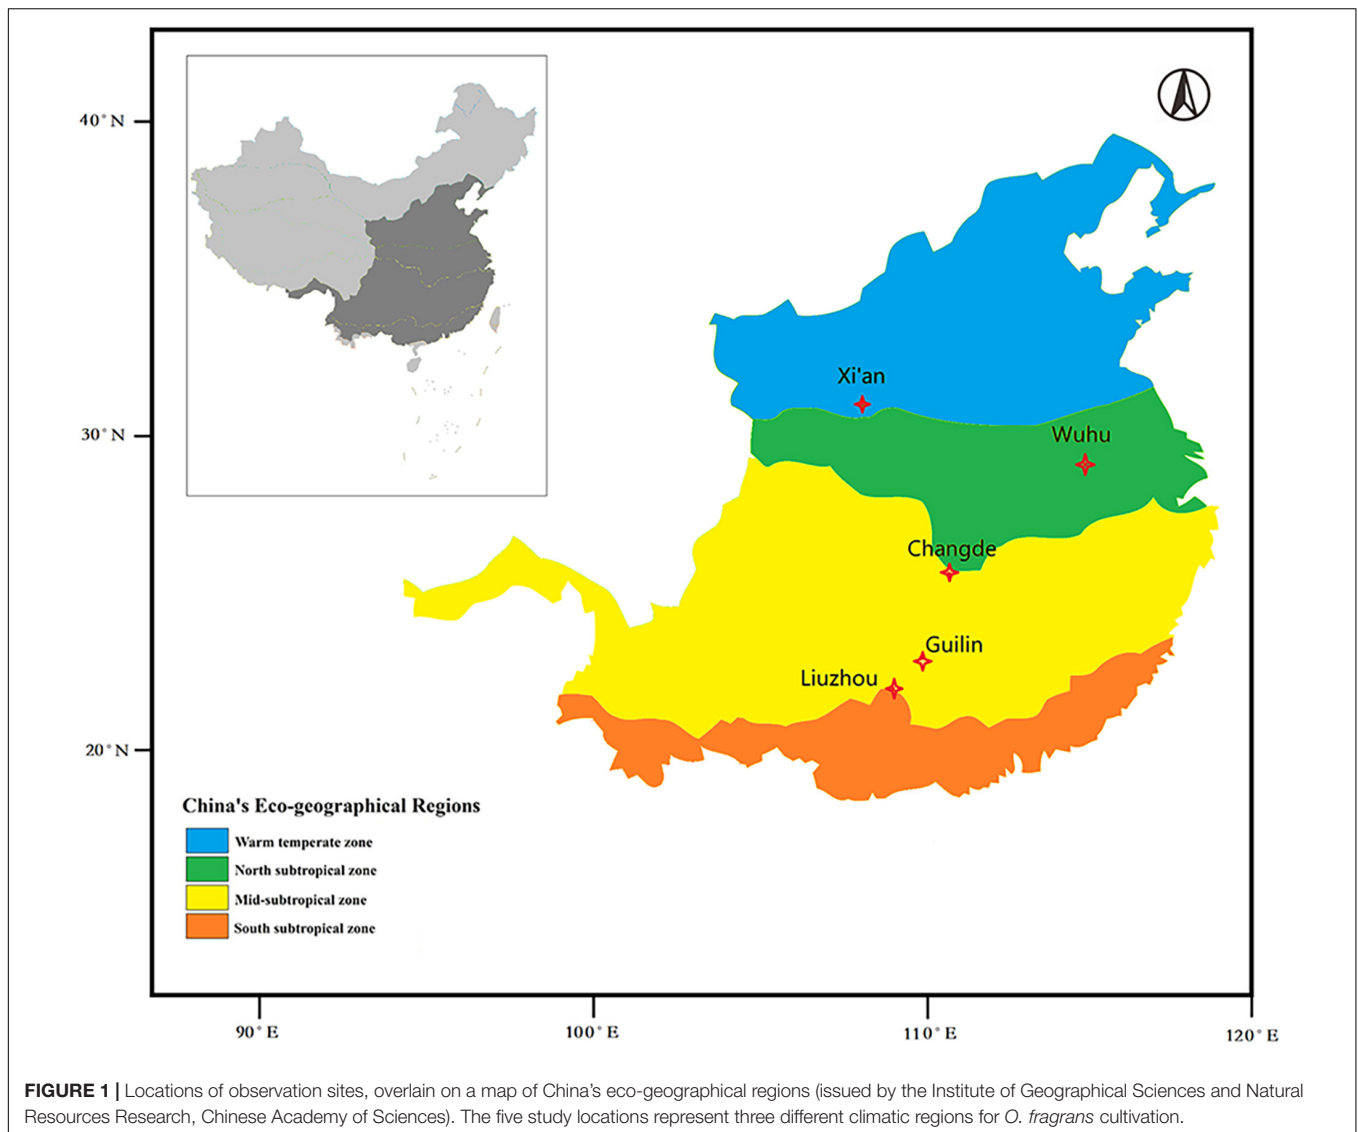 40° N
30° N
20° N
Xi'an
Wuhu
Changde
Guilin
Liuzhou
China's Eco-geographical Regions
Warm temperate zone
North subtropical zone
Mid-subtropical zone
South subtropical zone
90° E
100° E
110° E
120° E
FIGURE 1 | Locations of observation sites, overlain on a map of China's eco-geographical regions (issued by the Institute of Geographical Sciences and Natural
Resources Research, Chinese Academy of Sciences). The five study locations represent three different climatic regions for O. fragrans cultivation.